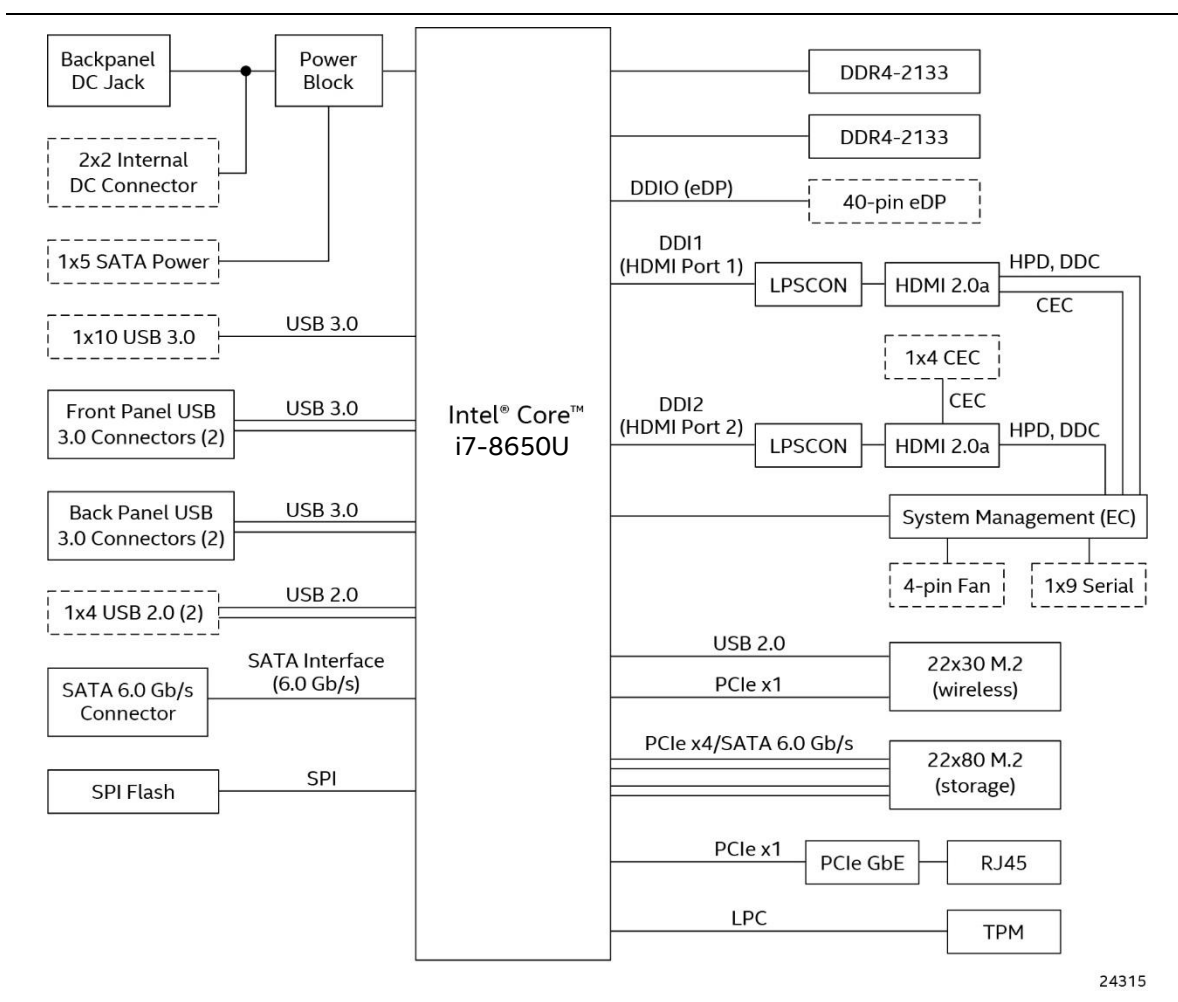 Backpanel
DC Jack
Power
Block
2x2 Internal
DC Connector
1x5 SATA Power
1x10 USB 3.0
USB 3.0
Front Panel USB
3.0 Connectors (2)
USB 3.0
Back Panel USB
3.0 Connectors (2)
USB 3.0
1x4 USB 2.0 (2)
USB 2.0
SATA 6.0 Gb/s
Connector
SATA Interface
(6.0 Gb/s)
SPI Flash
SPI
Intel® Core™
i7-8650U
DDR4-2133
DDR4-2133
DDIO (eDP)
40-pin eDP
DDI1
(HDMI Port 1)
LPSCON
HDMI 2.0a
HPD, DDC
CEC
1x4 CEC
CEC
DDI2
(HDMI Port 2)
LPSCON
HDMI 2.0a
HPD, DDC
System Management (EC)
4-pin Fan
1x9 Serial
USB 2.0
PCIe x1
22x30 M.2
(wireless)
PCIe x4/SATA 6.0 Gb/s
22x80 M.2
(storage)
PCIe x1
PCIe GbE
RJ45
LPC
TPM
24315